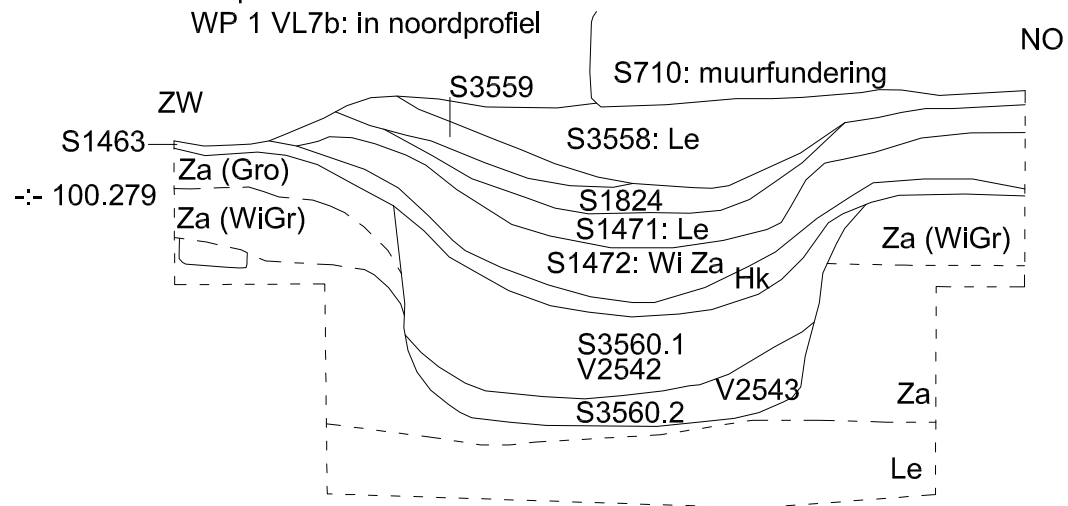 WP 1 VL7b: in noordprofiel
NO
S710: muurfundering
S3559
ZW
S3558: Le
S1463
Za (Gro)
-:- 100.279
S1824
Za (WiGr)
S1471: Le
Za (WiGr)
S1472: Wi Za
Hk
S3560.1
V2542
V2543
Za
S3560.2
Le